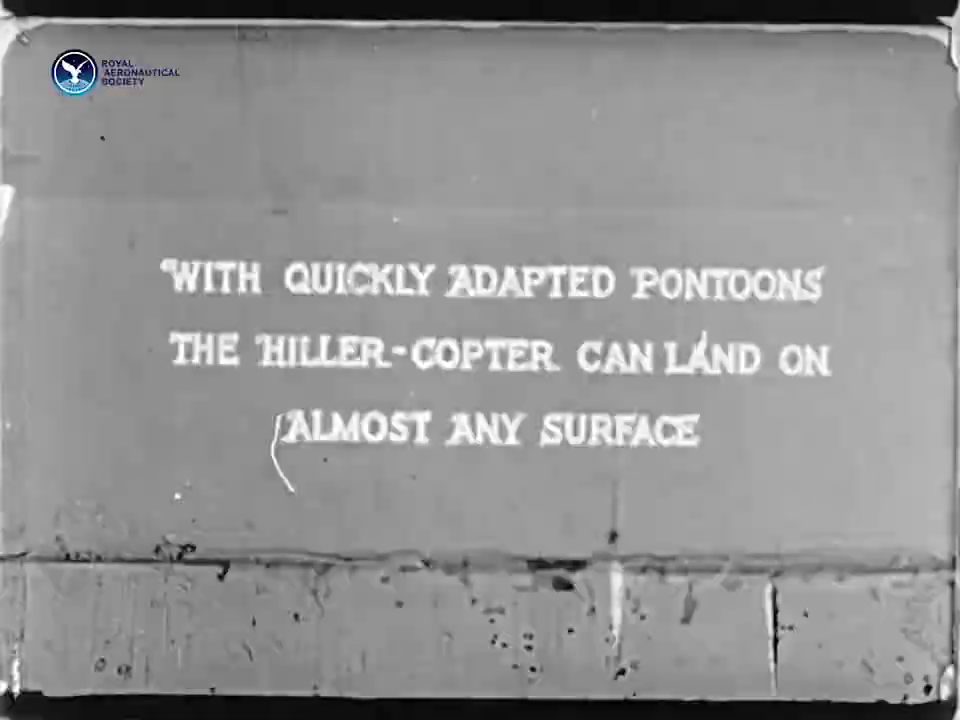 ROYAL
AERONAUTICAL
SOCIETY
WITH QUICKLY ADAPTED PONTOONS
THE HILLER-COPTER CAN LAND ON
ALMOST ANY SURFACE